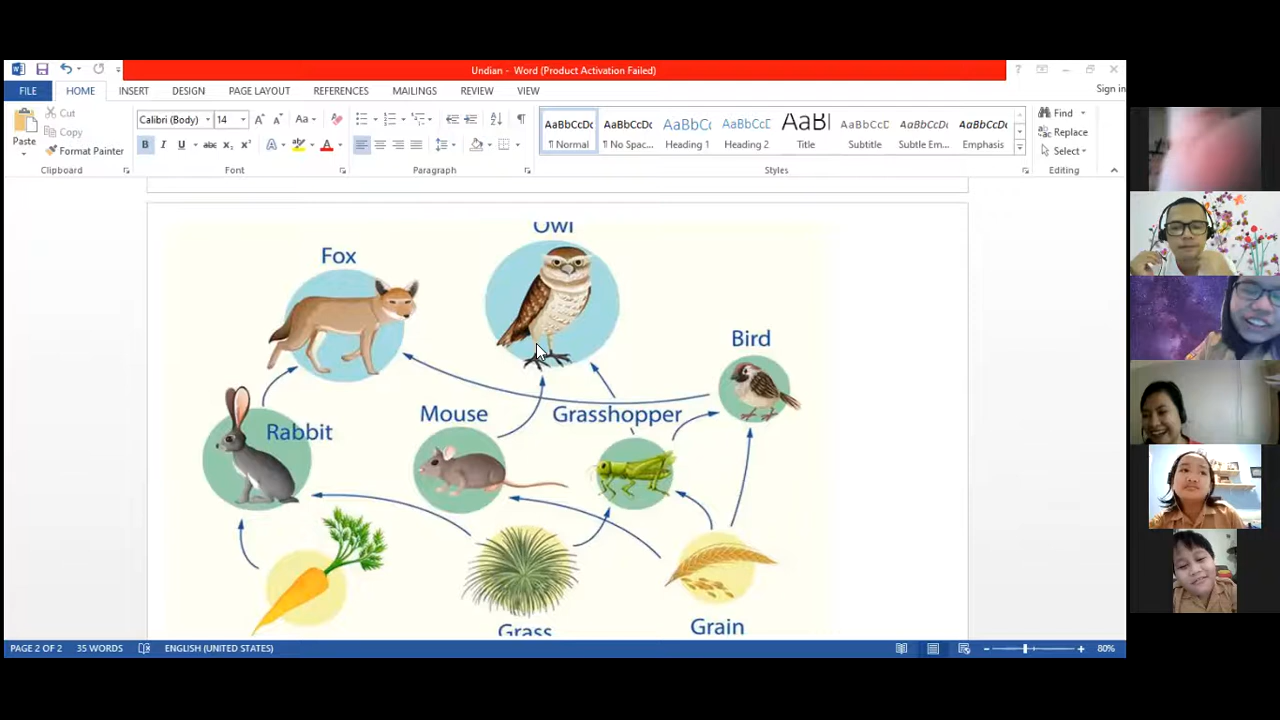 Undian - Word (Product Activation Failed)
FILE HOME INSERT DESIGN PAGE LAYOUT REFERENCES MAILINGS REVIEW VIEW Sign in
Paste
Cut
Copy
Format Painter
Clipboard
Calibri (Body) 14
Font
Paragraph
AaBbCcDc AaBbCcDc AaBbCc AaBbCcD AaBl AaBbCcD AaBbCcDc AaBbCcDc
¶ Normal ¶ No Spac... Heading 1 Heading 2 Title Subtitle Subtle Em... Emphasis
Styles
Find
Replace
Select
Editing
Owl
Fox
Bird
Mouse
Grasshopper
Rabbit
Grass
Grain
PAGE 2 OF 2 35 WORDS ENGLISH (UNITED STATES) 80%